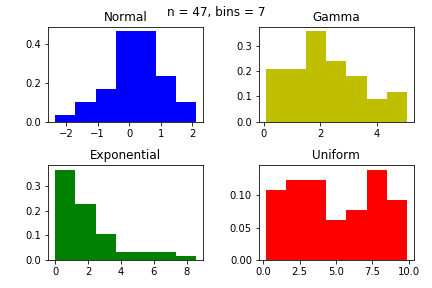 n = 47, bins = 7
Normal
Gamma
0.4
0.2
0.0
−2 −1 0 1 2
0.3
0.2
0.1
0.0
0 2 4
Exponential
Uniform
0.3
0.2
0.1
0.0
0 2 4 6 8
0.10
0.05
0.00
0.0 2.5 5.0 7.5 10.0